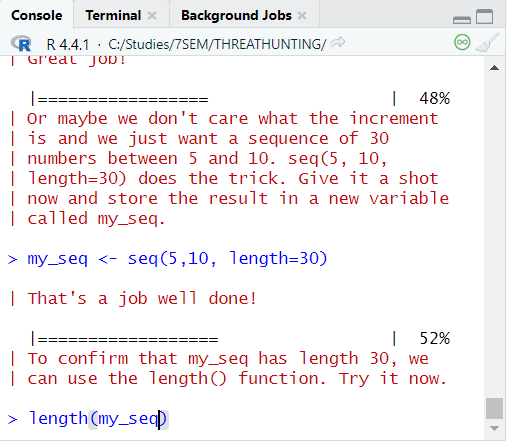 Console Terminal × Background Jobs ×
R R 4.4.1 · C:/Studies/7SEM/THREATHUNTING/
| Great job!
|================= | 48%
| Or maybe we don't care what the increment
| is and we just want a sequence of 30
| numbers between 5 and 10. seq(5, 10,
| length=30) does the trick. Give it a shot
| now and store the result in a new variable
| called my_seq.
> my_seq <- seq(5,10, length=30)
| That's a job well done!
|================== | 52%
| To confirm that my_seq has length 30, we
| can use the length() function. Try it now.
> length(my_seq)